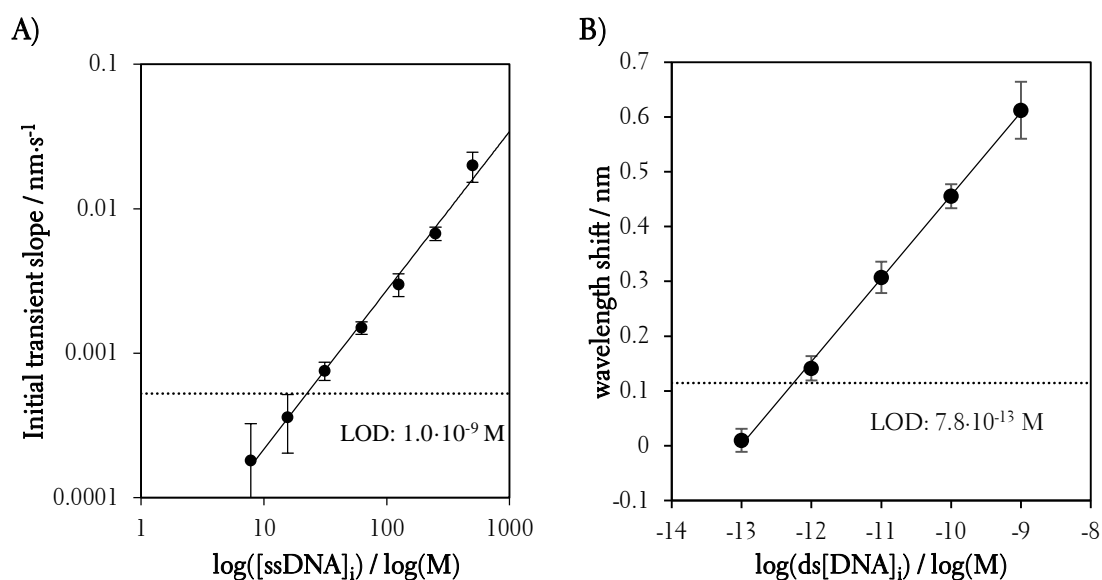 A)
0.1
0.01
0.001
0.0001
Initial transient slope / nm·s⁻¹
LOD: 1.0·10⁻⁹ M
1 10 100 1000
log([ssDNA]ᵢ) / log(M)
B)
0.7
0.6
0.5
0.4
0.3
0.2
0.1
0
-0.1
wavelength shift / nm
LOD: 7.8·10⁻¹³ M
-14 -13 -12 -11 -10 -9 -8
log(ds[DNA]ᵢ) / log(M)